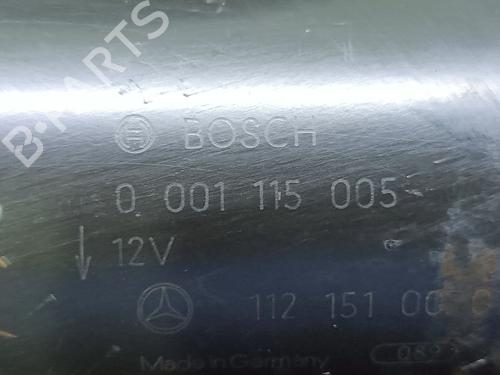 B-PARTS
BOSCH
0 001 115 005
12V
112 151 00
Made in Germany